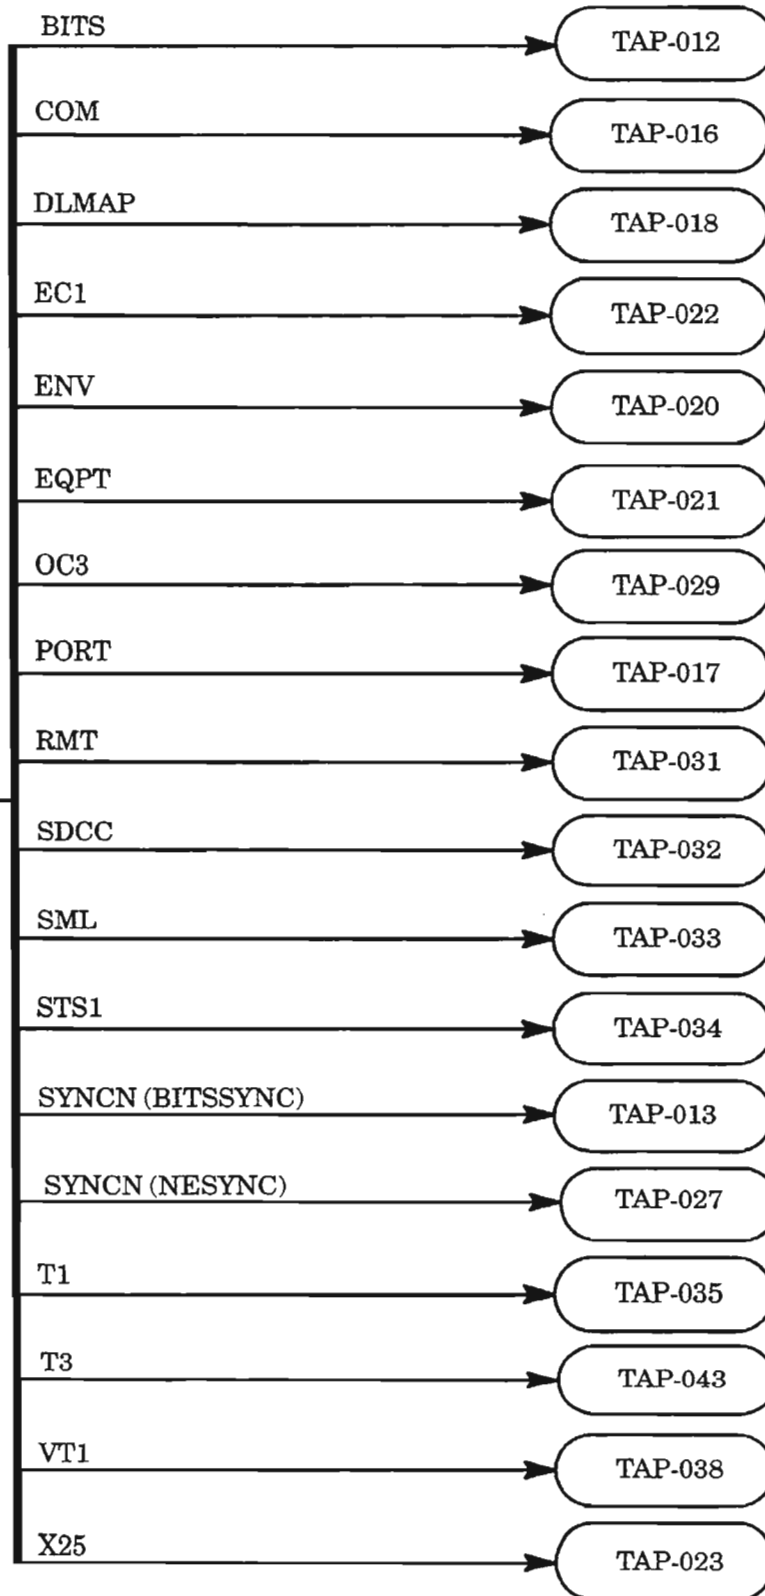 BITS TAP-012
COM TAP-016
DLMAP TAP-018
EC1 TAP-022
ENV TAP-020
EQPT TAP-021
OC3 TAP-029
PORT TAP-017
RMT TAP-031
SDCC TAP-032
SML TAP-033
STS1 TAP-034
SYNCN (BITSSYNC) TAP-013
SYNCN (NESYNC) TAP-027
T1 TAP-035
T3 TAP-043
VT1 TAP-038
X25 TAP-023